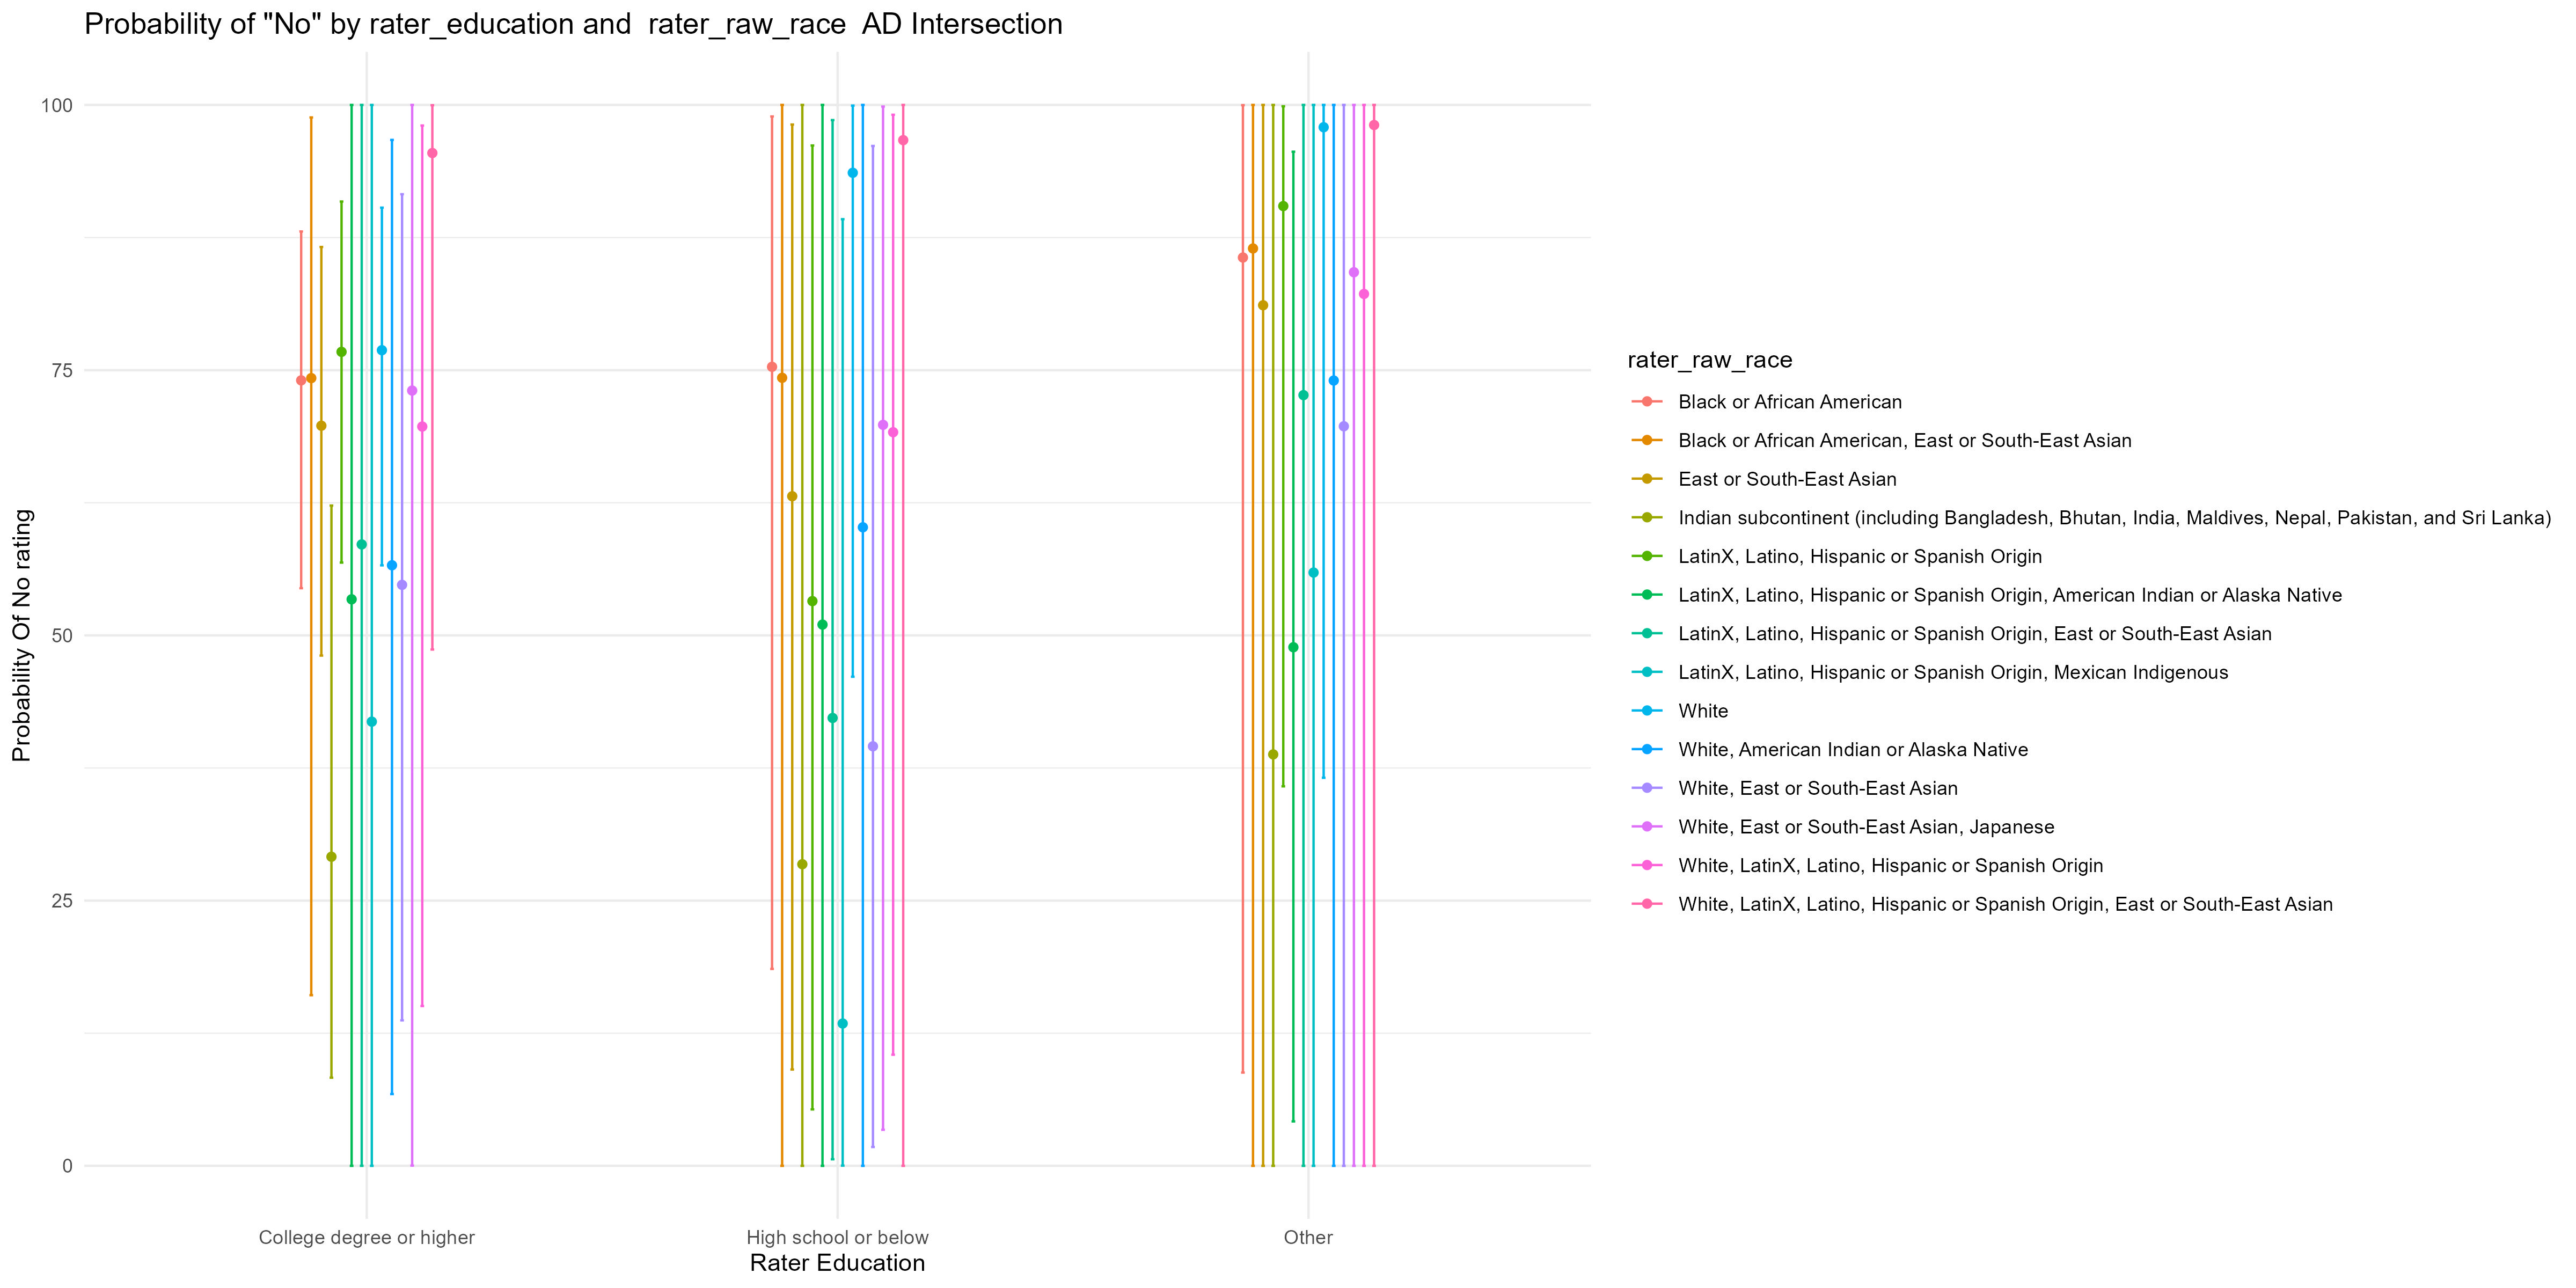 Probability of "No" by rater_education and  rater_raw_race  AD Intersection
Probability Of No rating
100
75
50
25
0
College degree or higher
High school or below
Other
Rater Education
rater_raw_race
Black or African American
Black or African American, East or South-East Asian
East or South-East Asian
Indian subcontinent (including Bangladesh, Bhutan, India, Maldives, Nepal, Pakistan, and Sri Lanka)
LatinX, Latino, Hispanic or Spanish Origin
LatinX, Latino, Hispanic or Spanish Origin, American Indian or Alaska Native
LatinX, Latino, Hispanic or Spanish Origin, East or South-East Asian
LatinX, Latino, Hispanic or Spanish Origin, Mexican Indigenous
White
White, American Indian or Alaska Native
White, East or South-East Asian
White, East or South-East Asian, Japanese
White, LatinX, Latino, Hispanic or Spanish Origin
White, LatinX, Latino, Hispanic or Spanish Origin, East or South-East Asian